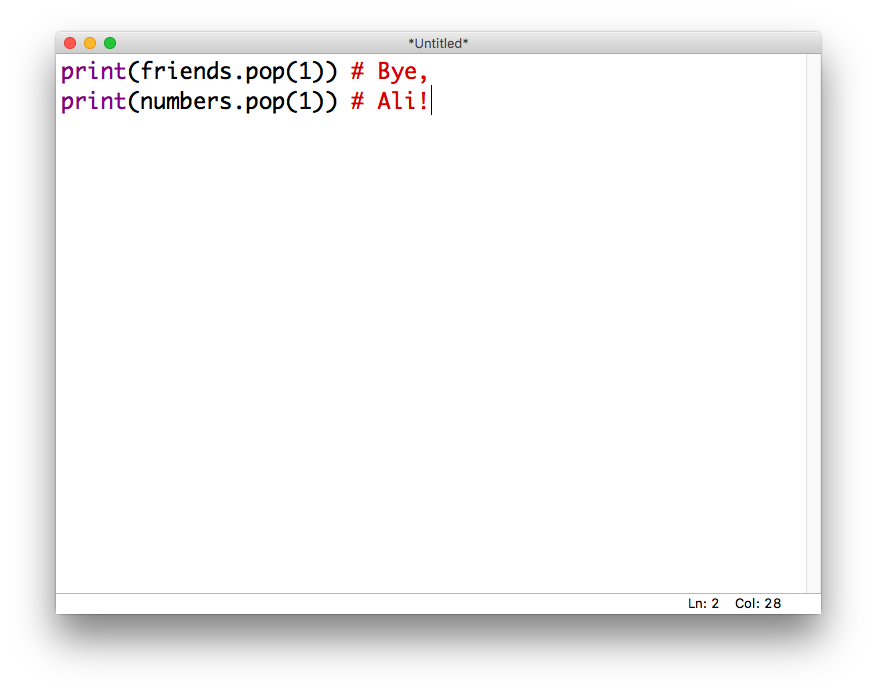 *Untitled*
print(friends.pop(1)) # Bye,
print(numbers.pop(1)) # Ali!
Ln: 2 Col: 28